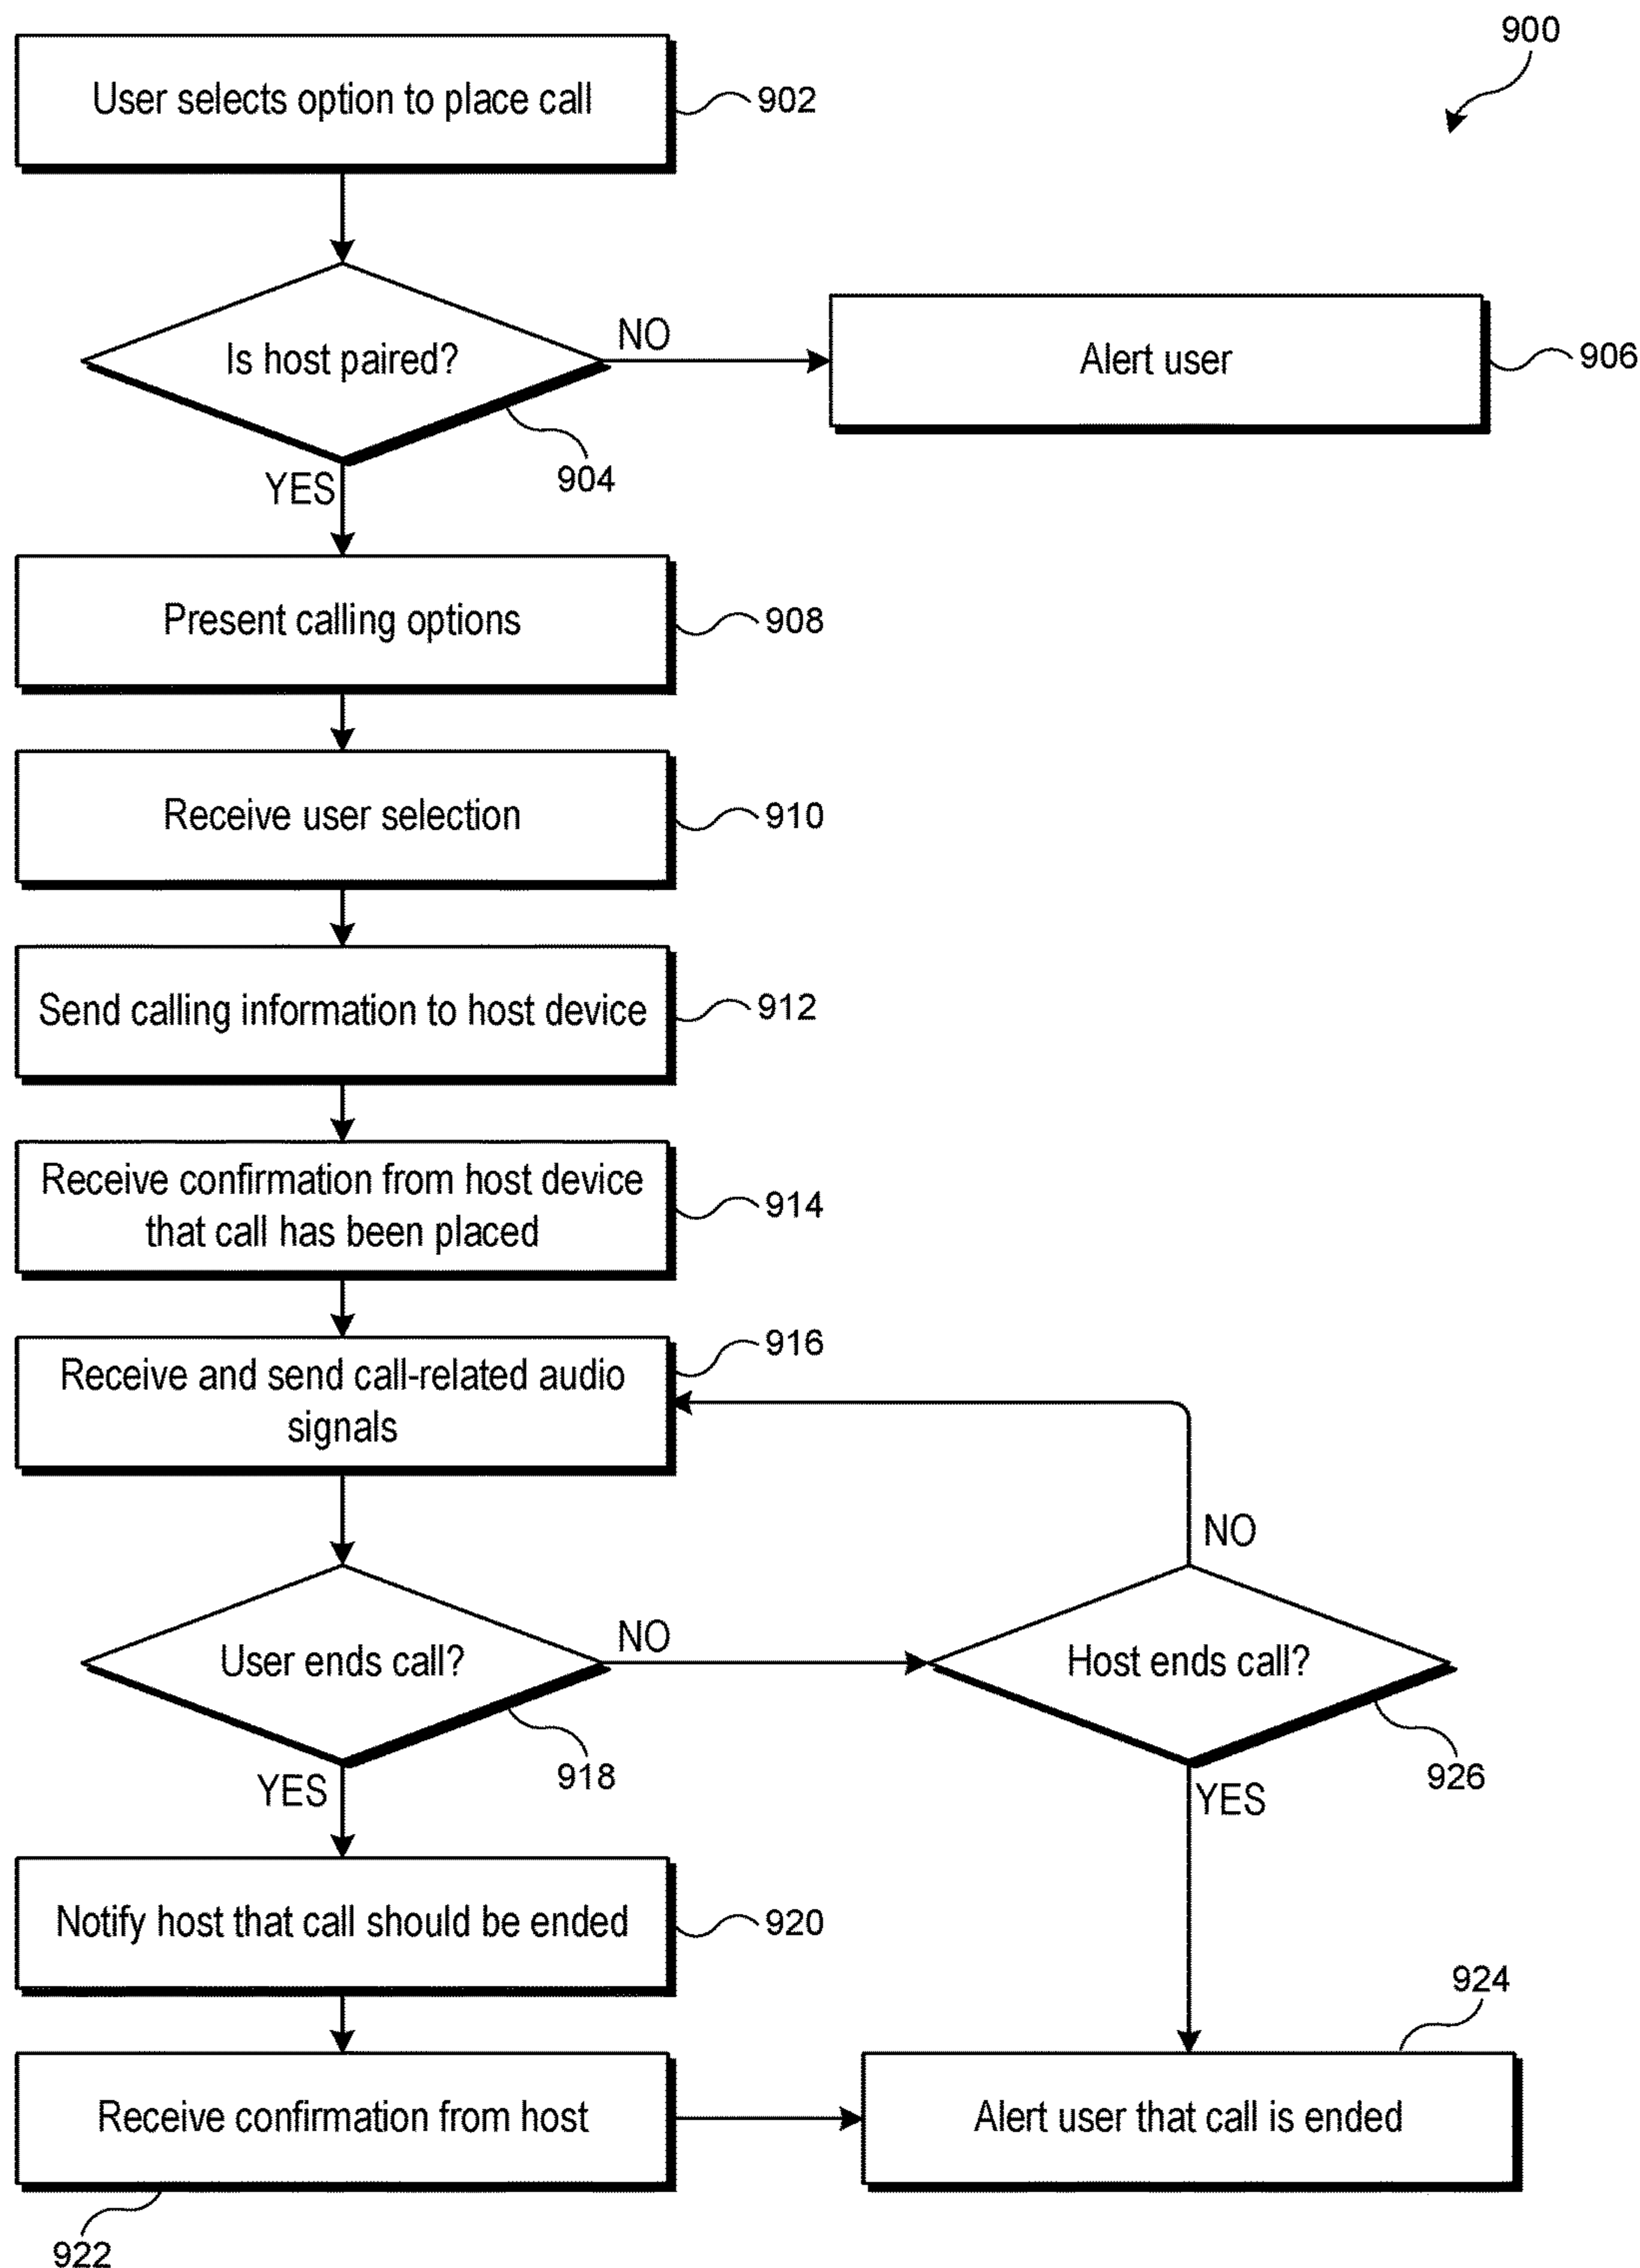 900
User selects option to place call
902
Is host paired?
NO
Alert user
906
904
YES
Present calling options
908
Receive user selection
910
Send calling information to host device
912
Receive confirmation from host device
that call has been placed
914
Receive and send call-related audio
signals
916
NO
User ends call?
NO
Host ends call?
918
926
YES
YES
Notify host that call should be ended
920
924
Receive confirmation from host
Alert user that call is ended
922